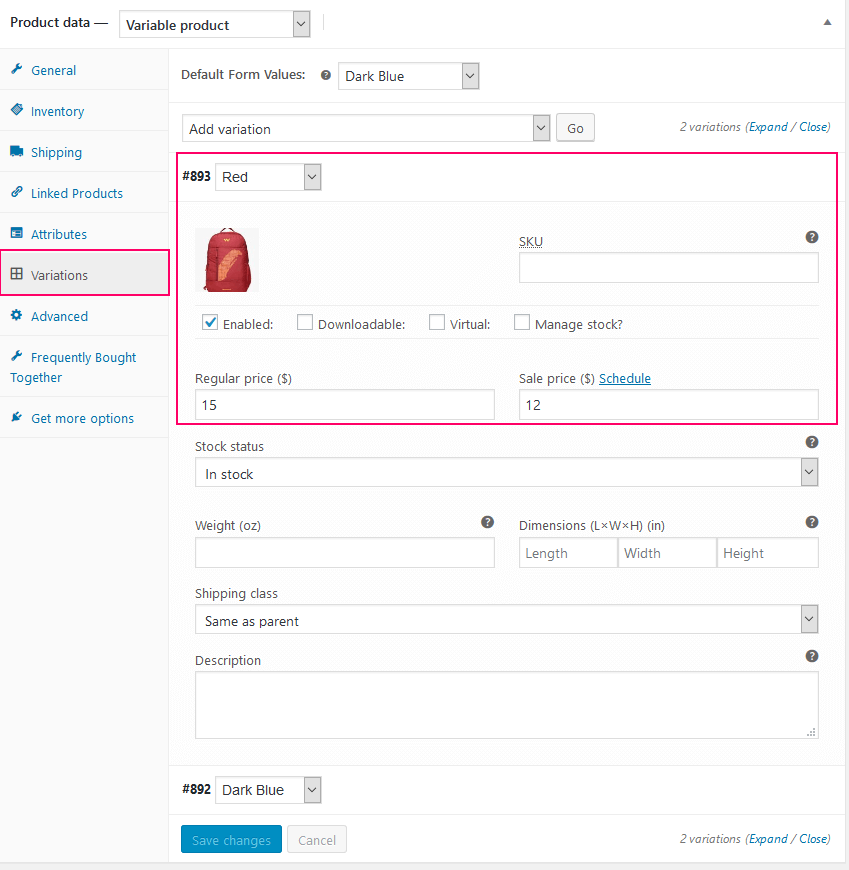 Product data — Variable product
General
Inventory
Shipping
Linked Products
Attributes
Variations
Advanced
Frequently Bought
Together
Get more options
Default Form Values: ? Dark Blue
Add variation Go 2 variations (Expand / Close)
#893 Red
SKU ?
Enabled: Downloadable: Virtual: Manage stock?
Regular price ($) Sale price ($) Schedule
15 12
Stock status ?
In stock
Weight (oz) ? Dimensions (L×W×H) (in) ?
Length Width Height
Shipping class
Same as parent
Description ?
#892 Dark Blue
Save changes Cancel 2 variations (Expand / Close)